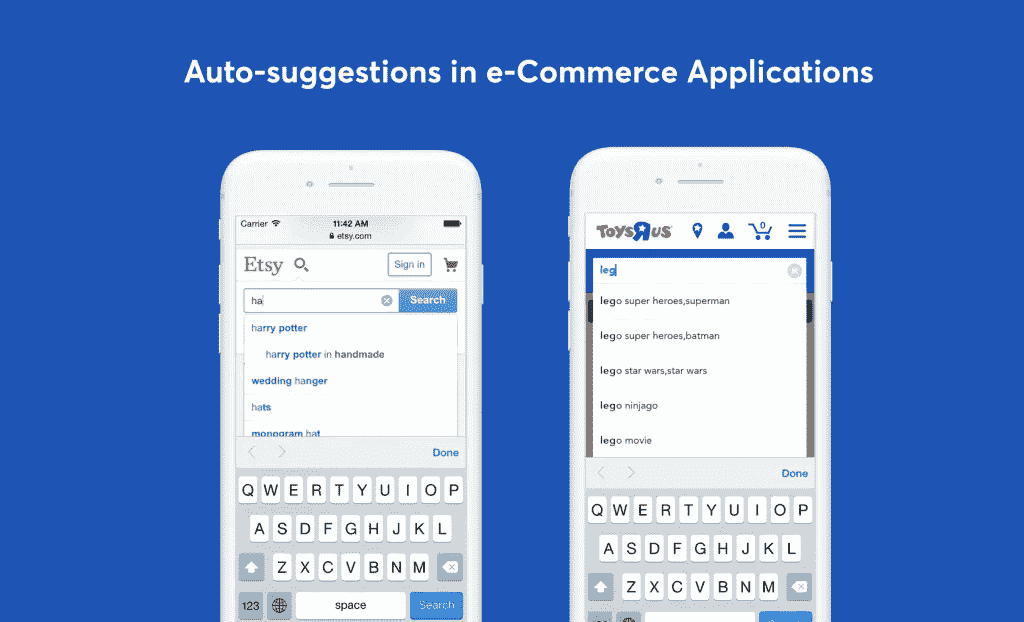 Auto-suggestions in e-Commerce Applications
Carrier 11:42 AM
etsy.com
Etsy Sign in
ha Search
harry potter
harry potter in handmade
wedding hanger
hats
monogram hat
Done
Q W E R T Y U I O P
A S D F G H J K L
Z X C V B N M
123 space Search
ToysRUs 0
leg
lego super heroes,superman
lego super heroes,batman
lego star wars,star wars
lego ninjago
lego movie
Done
Q W E R T Y U I O P
A S D F G H J K L
Z X C V B N M